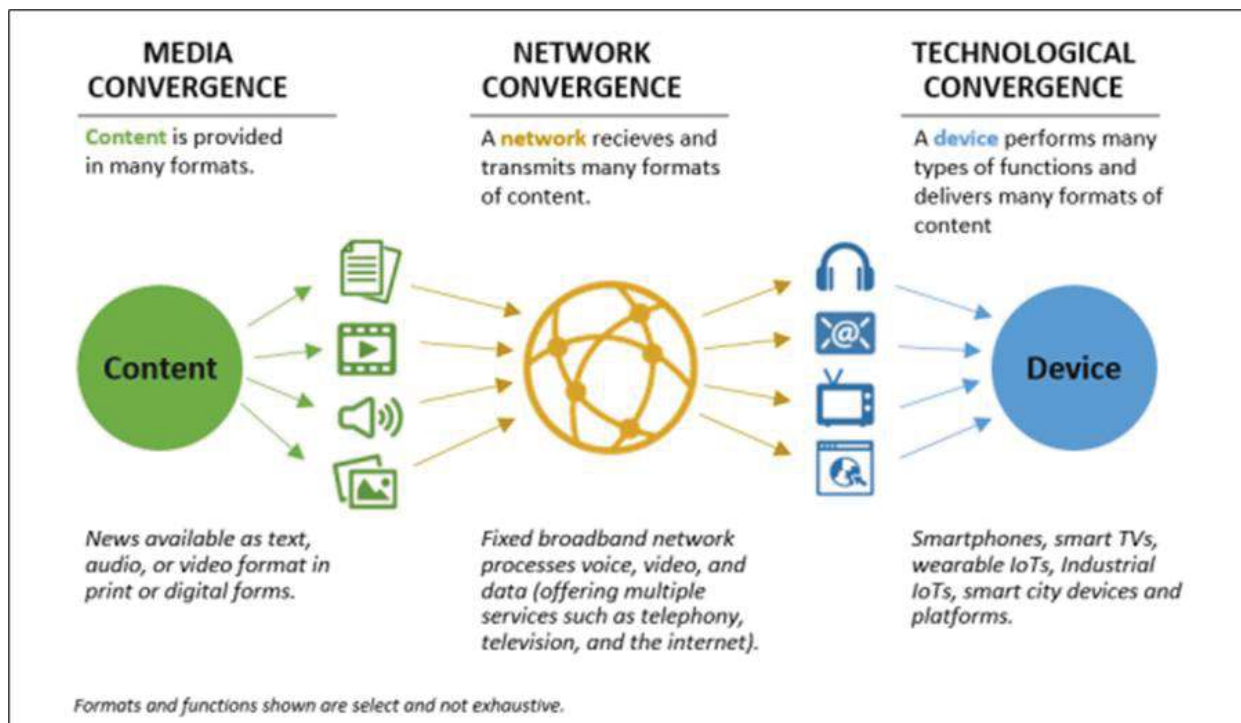 MEDIA
CONVERGENCE
Content is provided
in many formats.
NETWORK
CONVERGENCE
A network recieves and
transmits many formats
of content.
TECHNOLOGICAL
CONVERGENCE
A device performs many
types of functions and
delivers many formats of
content
Content
@
Device
News available as text,
audio, or video format in
print or digital forms.
Fixed broadband network
processes voice, video, and
data (offering multiple
services such as telephony,
television, and the internet).
Smartphones, smart TVs,
wearable IoTs, Industrial
IoTs, smart city devices and
platforms.
Formats and functions shown are select and not exhaustive.